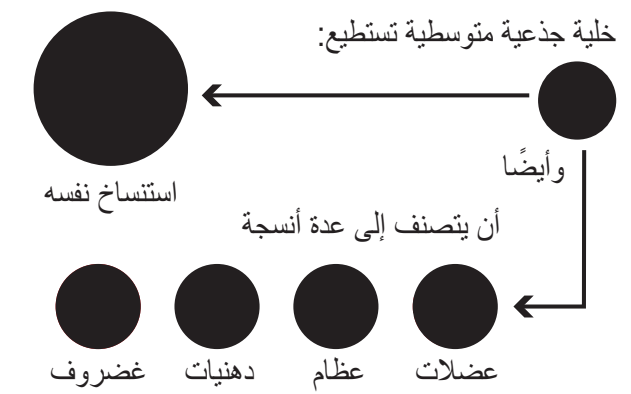 خلية جذعية متوسطية تستطيع:
وأيضًا
استنساخ نفسه
أن يتصنف إلى عدة أنسجة
عضلات
عظام
دهنيات
غضروف